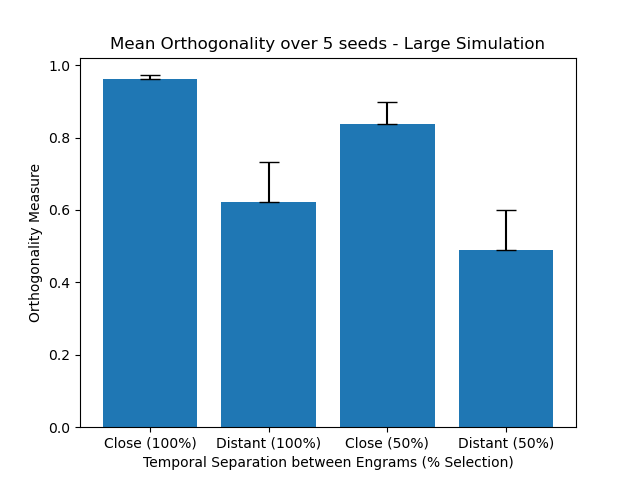 Mean Orthogonality over 5 seeds - Large Simulation
1.0
0.8
0.6
0.4
0.2
0.0
Orthogonality Measure
Close (100%) Distant (100%) Close (50%) Distant (50%)
Temporal Separation between Engrams (% Selection)